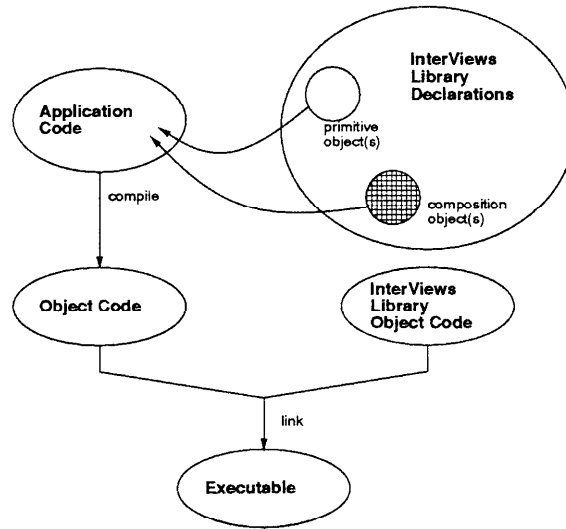 InterViews
Library
Declarations
Application
Code
primitive
object(s)
composition
object(s)
compile
Object Code
InterViews
Library
Object Code
link
Executable